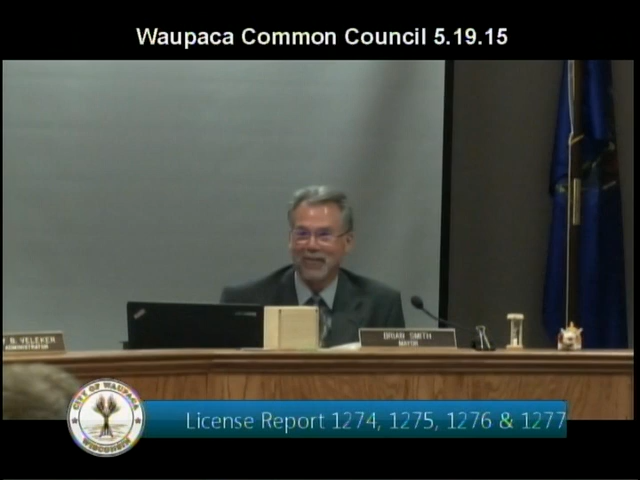 Waupaca Common Council 5.19.15
B. VELEKER
ADMINISTRATOR
BRIAN SMITH
MAYOR
CITY OF WAUPACA
WISCONSIN
License Report 1274, 1275, 1276 & 1277